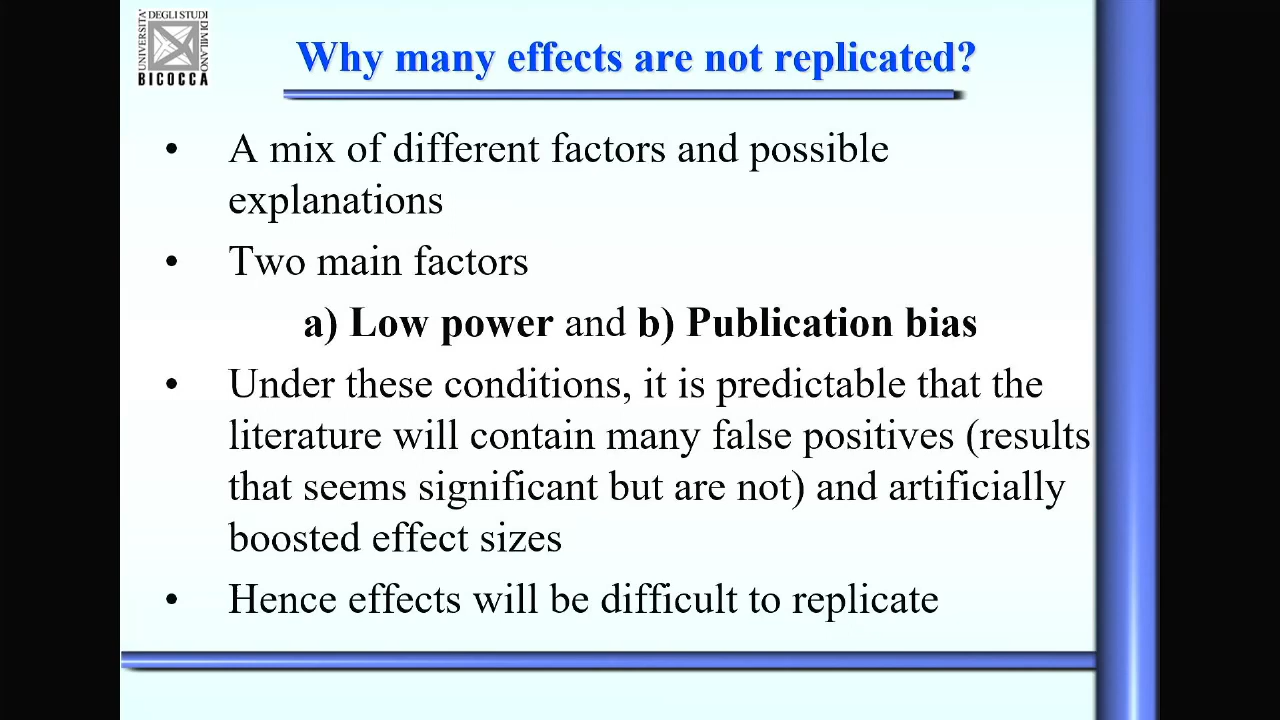 UNIVERSITA'
DEGLI STUDI
DI MILANO
BICOCCA
Why many effects are not replicated?
• A mix of different factors and possible
explanations
• Two main factors
a) Low power and b) Publication bias
• Under these conditions, it is predictable that the
literature will contain many false positives (results
that seems significant but are not) and artificially
boosted effect sizes
• Hence effects will be difficult to replicate